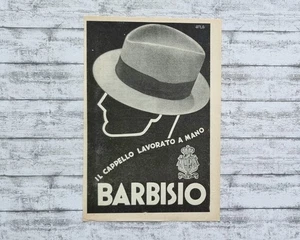 IL CAPPELLO LAVORATO A MANO
BARBISIO